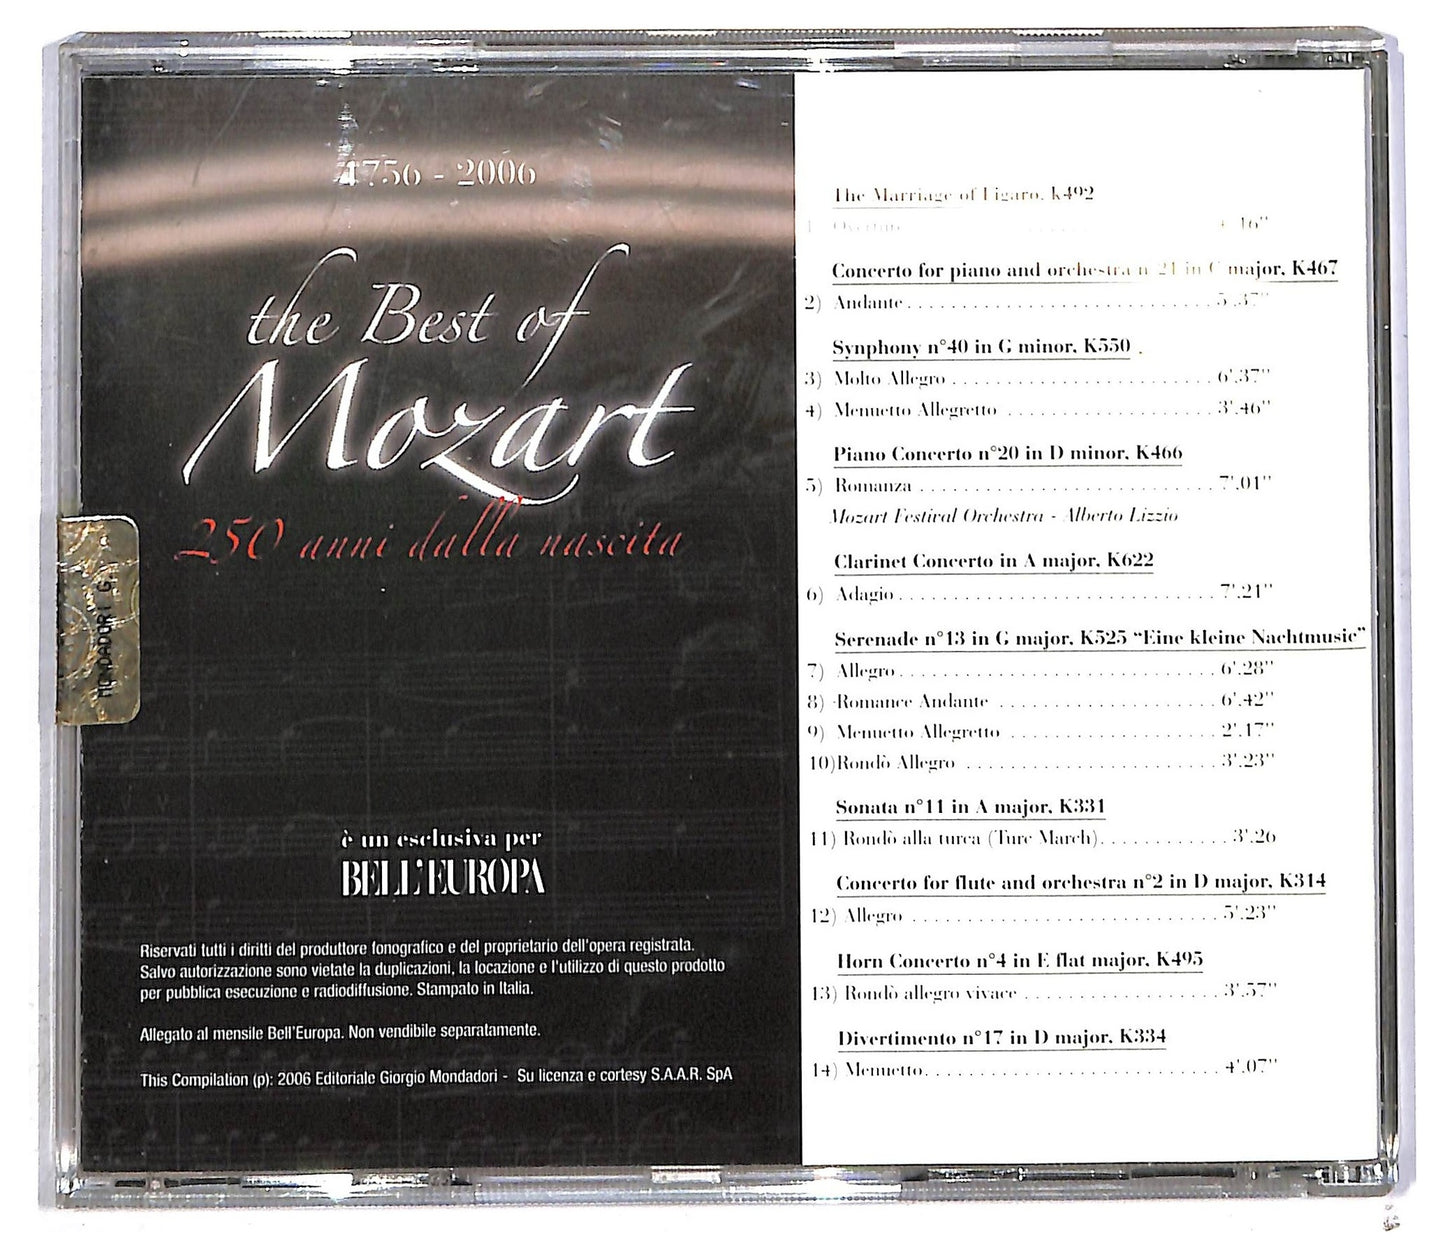 1756 - 2006
the Best of
Mozart
250 anni dalla nascita
MONDADORI G.
è un esclusiva per
BELL'EUROPA
Riservati tutti i diritti del produttore fonografico e del proprietario dell'opera registrata.
Salvo autorizzazione sono vietate la duplicazioni, la locazione e l'utilizzo di questo prodotto
per pubblica esecuzione e radiodiffusione. Stampato in Italia.
Allegato al mensile Bell'Europa. Non vendibile separatamente.
This Compilation (p): 2006 Editoriale Giorgio Mondadori - Su licenza e cortesy S.A.A.R. SpA
The Marriage of Figaro, k492
Overture 16"
Concerto for piano and orchestra n°21 in C major, K467
2) Andante . . . . . . . . . . . . . . . . . . . . . . . . . . . . 5'.37"
Synphony n°40 in G minor, K550
3) Molto Allegro . . . . . . . . . . . . . . . . . . . . . . . . 6'.37"
4) Menuetto Allegretto . . . . . . . . . . . . . . . . . . . 3'.46"
Piano Concerto n°20 in D minor, K466
5) Romanza . . . . . . . . . . . . . . . . . . . . . . . . . . . 7'.01"
Mozart Festival Orchestra - Alberto Lizzio
Clarinet Concerto in A major, K622
6) Adagio . . . . . . . . . . . . . . . . . . . . . . . . . . . . . 7'.21"
Serenade n°13 in G major, K525 “Eine kleine Nachtmusic”
7) Allegro . . . . . . . . . . . . . . . . . . . . . . . . . . . . . 6'.28"
8) Romance Andante . . . . . . . . . . . . . . . . . . . . 6'.42"
9) Menuetto Allegretto . . . . . . . . . . . . . . . . . . . 2'.17"
10)Rondò Allegro . . . . . . . . . . . . . . . . . . . . . . . 3'.23"
Sonata n°11 in A major, K331
11) Rondò alla turca (Turc March). . . . . . . . . . . . 3'.26
Concerto for flute and orchestra n°2 in D major, K314
12) Allegro . . . . . . . . . . . . . . . . . . . . . . . . . . . . 5'.23"
Horn Concerto n°4 in E flat major, K495
13) Rondò allegro vivace . . . . . . . . . . . . . . . . . . 3'.57"
Divertimento n°17 in D major, K334
14) Menuetto. . . . . . . . . . . . . . . . . . . . . . . . . . . 4'.07"